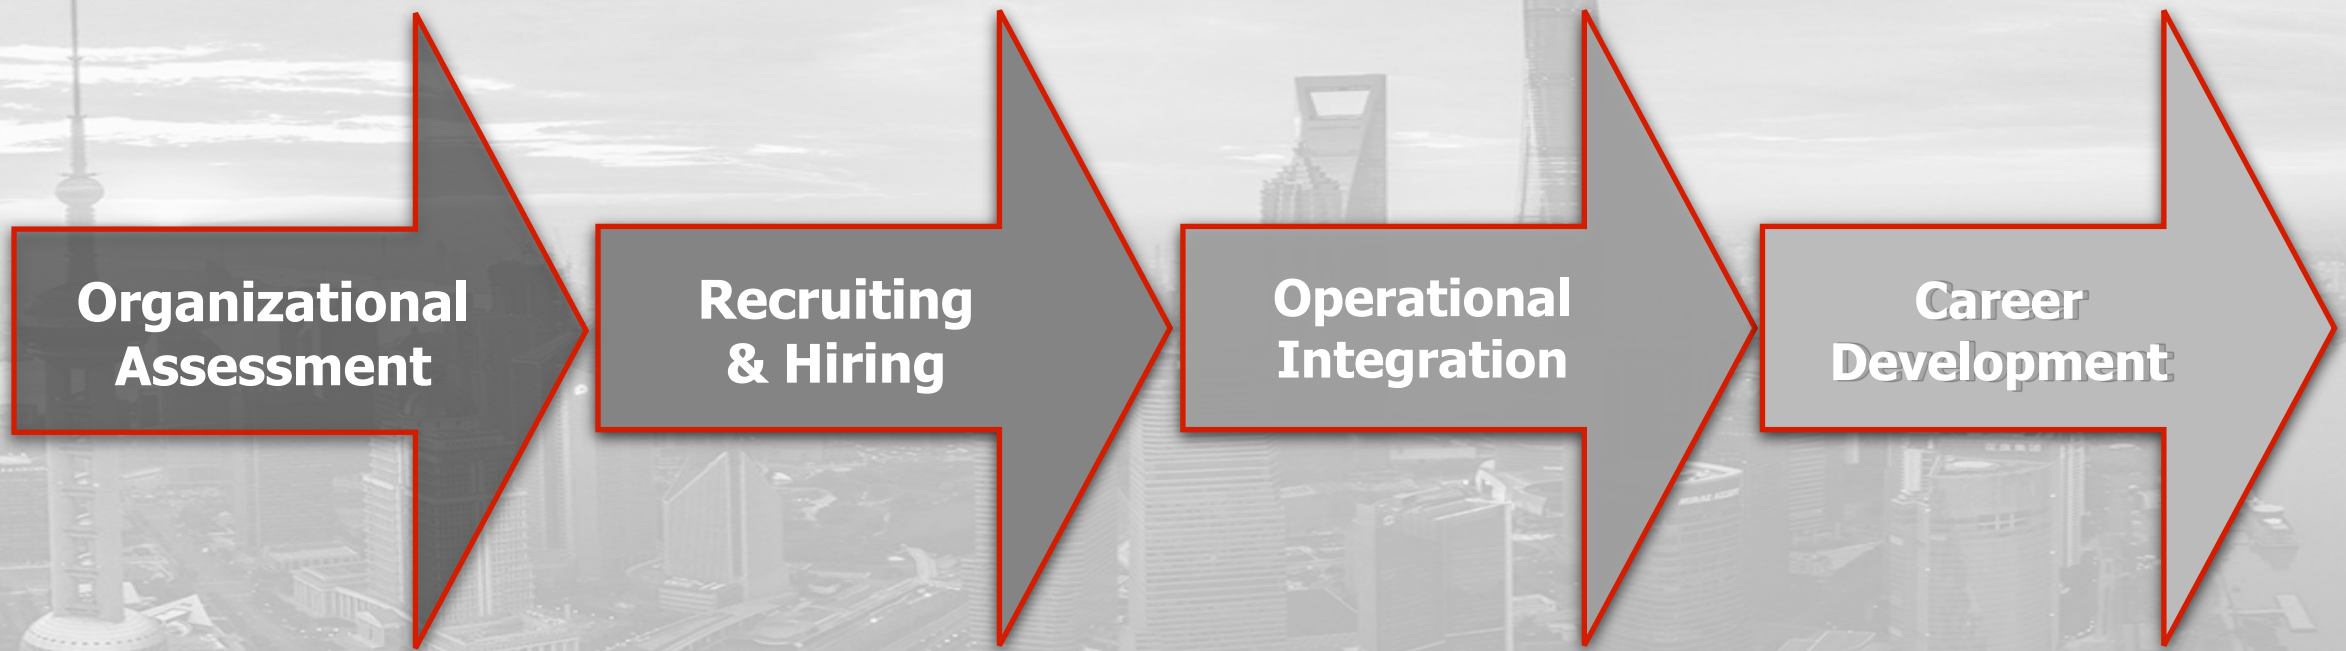 Organizational
Assessment
Recruiting
& Hiring
Operational
Integration
Career
Development